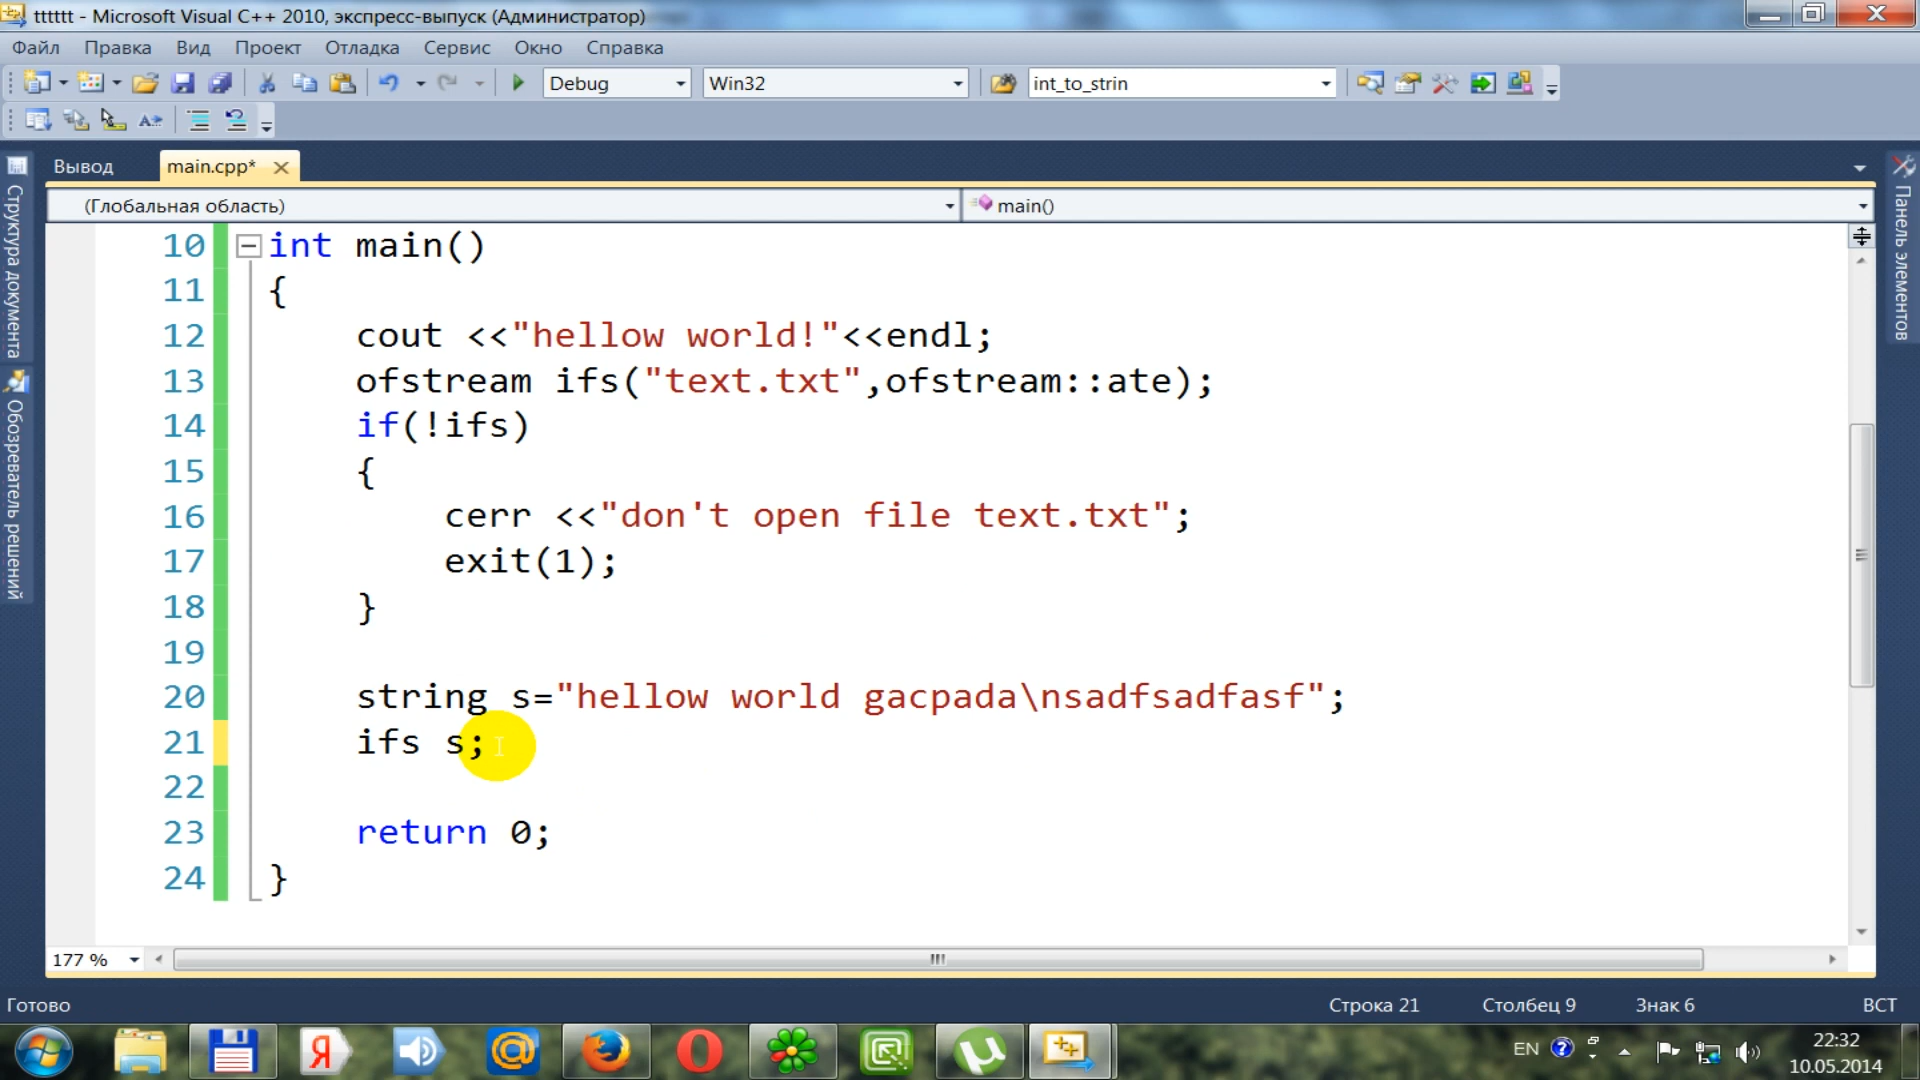 tttttt - Microsoft Visual C++ 2010, экспресс-выпуск (Администратор)
Файл Правка Вид Проект Отладка Сервис Окно Справка
Debug Win32 int_to_strin
Вывод main.cpp*
(Глобальная область) main()
Структура документа
Обозреватель решений
Панель элементов
10 int main()
11 {
12 cout <<"hellow world!"<<endl;
13 ofstream ifs("text.txt",ofstream::ate);
14 if(!ifs)
15 {
16 cerr <<"don't open file text.txt";
17 exit(1);
18 }
19
20 string s="hellow world gacpada\nsadfsadfasf";
21 ifs s;
22
23 return 0;
24 }
177 %
Готово Строка 21 Столбец 9 Знак 6 ВСТ
EN 22:32
10.05.2014